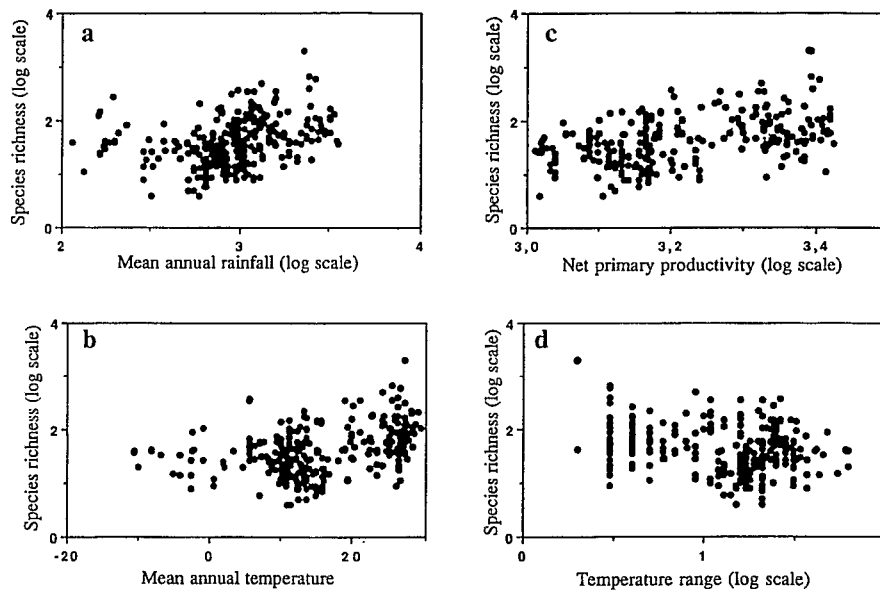 a
4
2
0
Species richness (log scale)
2
3
4
Mean annual rainfall (log scale)
c
4
2
0
Species richness (log scale)
3,0
3,2
3,4
Net primary productivity (log scale)
b
4
2
0
Species richness (log scale)
-20
0
20
Mean annual temperature
d
4
2
0
Species richness (log scale)
0
1
Temperature range (log scale)